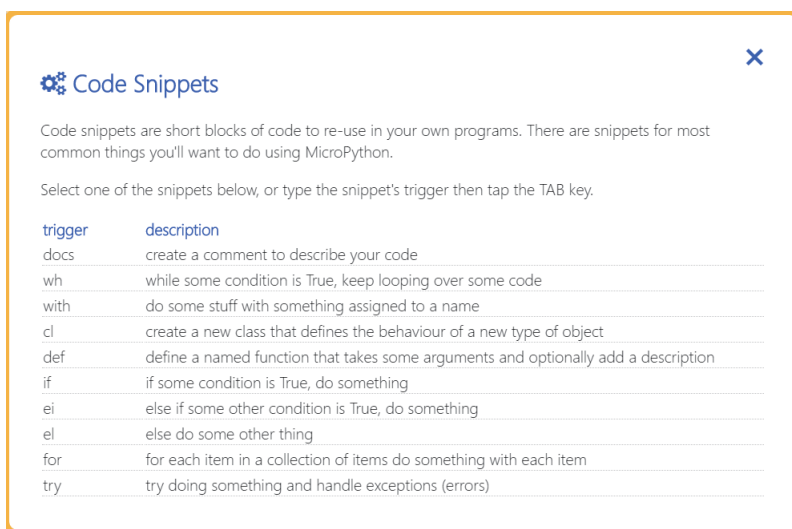 Code Snippets
Code snippets are short blocks of code to re-use in your own programs. There are snippets for most
common things you'll want to do using MicroPython.
Select one of the snippets below, or type the snippet's trigger then tap the TAB key.
trigger description
docs create a comment to describe your code
wh while some condition is True, keep looping over some code
with do some stuff with something assigned to a name
cl create a new class that defines the behaviour of a new type of object
def define a named function that takes some arguments and optionally add a description
if if some condition is True, do something
ei else if some other condition is True, do something
el else do some other thing
for for each item in a collection of items do something with each item
try try doing something and handle exceptions (errors)